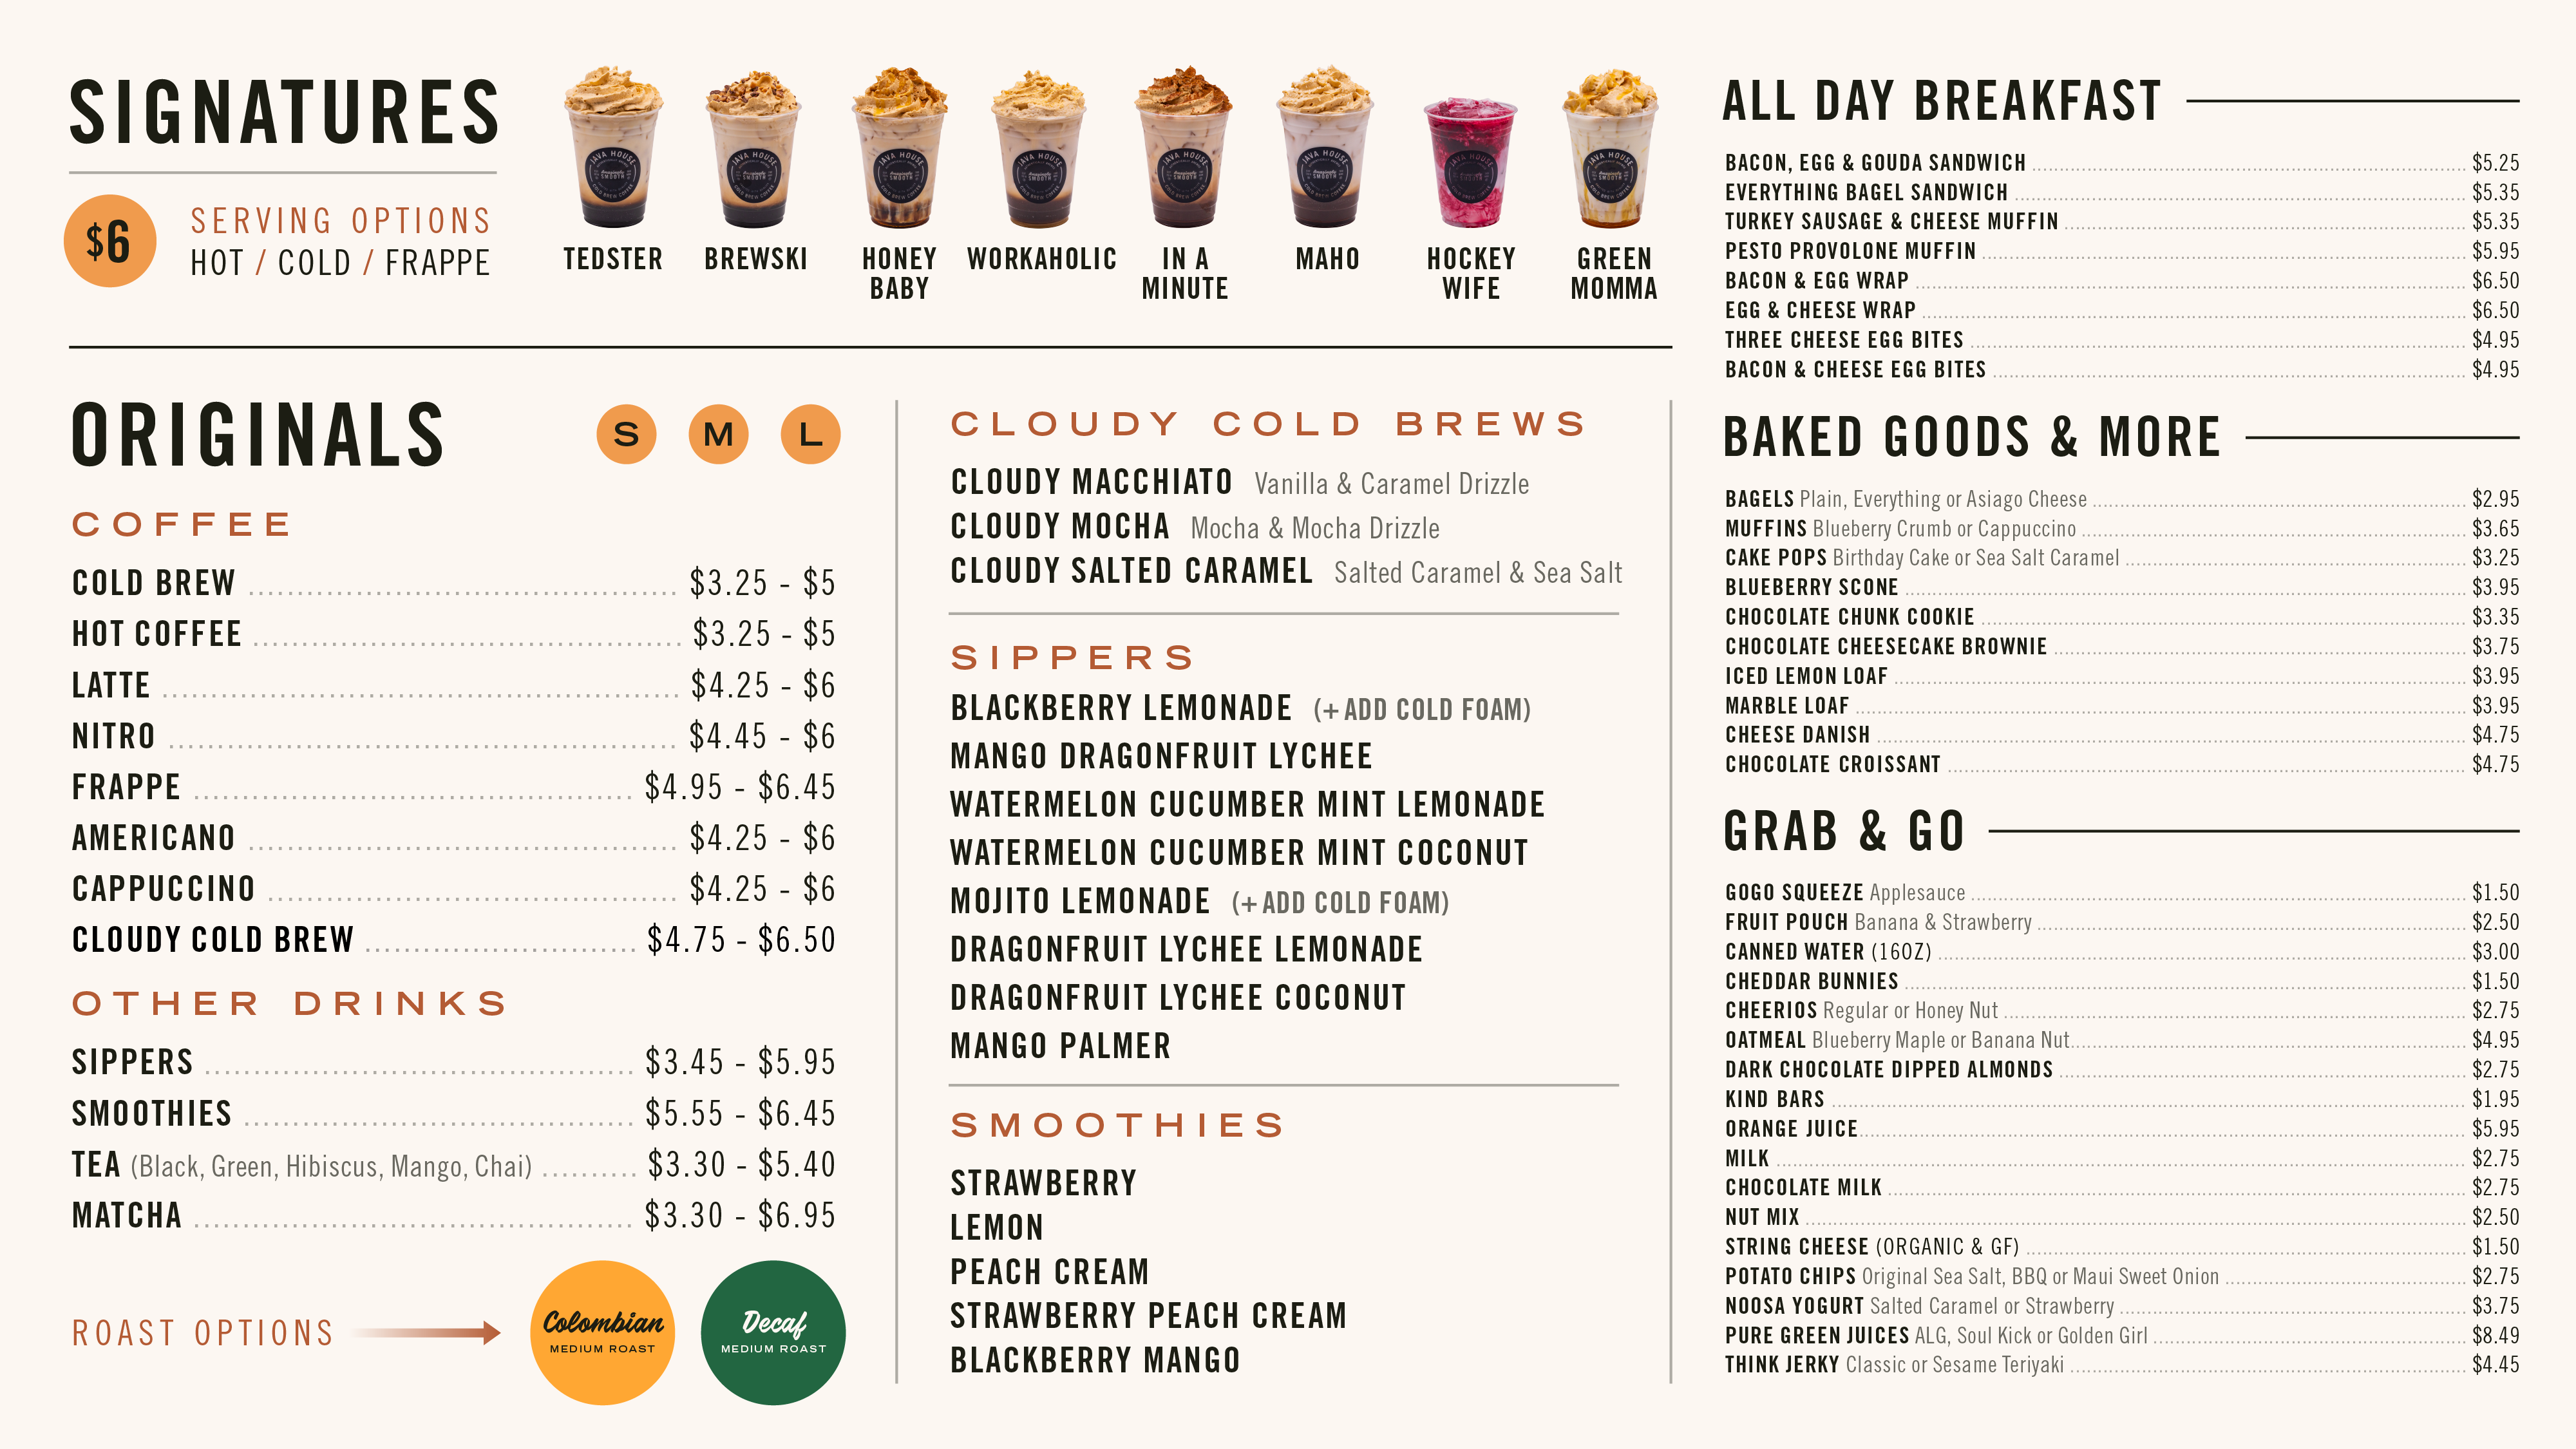 SIGNATURES
$6
SERVING OPTIONS
HOT / COLD / FRAPPE
JAVA HOUSE
TEDSTER
JAVA HOUSE
BREWSKI
JAVA HOUSE
HONEY
BABY
JAVA HOUSE
WORKAHOLIC
JAVA HOUSE
IN A
MINUTE
JAVA HOUSE
MAHO
JAVA HOUSE
HOCKEY
WIFE
JAVA HOUSE
GREEN
MOMMA
ORIGINALS
S M L
COFFEE
COLD BREW $3.25 - $5
HOT COFFEE $3.25 - $5
LATTE $4.25 - $6
NITRO $4.45 - $6
FRAPPE $4.95 - $6.45
AMERICANO $4.25 - $6
CAPPUCCINO $4.25 - $6
CLOUDY COLD BREW $4.75 - $6.50
OTHER DRINKS
SIPPERS $3.45 - $5.95
SMOOTHIES $5.55 - $6.45
TEA (Black, Green, Hibiscus, Mango, Chai) $3.30 - $5.40
MATCHA $3.30 - $6.95
ROAST OPTIONS
Colombian
MEDIUM ROAST
Decaf
MEDIUM ROAST
CLOUDY COLD BREWS
CLOUDY MACCHIATO Vanilla & Caramel Drizzle
CLOUDY MOCHA Mocha & Mocha Drizzle
CLOUDY SALTED CARAMEL Salted Caramel & Sea Salt
SIPPERS
BLACKBERRY LEMONADE (+ADD COLD FOAM)
MANGO DRAGONFRUIT LYCHEE
WATERMELON CUCUMBER MINT LEMONADE
WATERMELON CUCUMBER MINT COCONUT
MOJITO LEMONADE (+ADD COLD FOAM)
DRAGONFRUIT LYCHEE LEMONADE
DRAGONFRUIT LYCHEE COCONUT
MANGO PALMER
SMOOTHIES
STRAWBERRY
LEMON
PEACH CREAM
STRAWBERRY PEACH CREAM
BLACKBERRY MANGO
ALL DAY BREAKFAST
BACON, EGG & GOUDA SANDWICH $5.25
EVERYTHING BAGEL SANDWICH $5.35
TURKEY SAUSAGE & CHEESE MUFFIN $5.35
PESTO PROVOLONE MUFFIN $5.95
BACON & EGG WRAP $6.50
EGG & CHEESE WRAP $6.50
THREE CHEESE EGG BITES $4.95
BACON & CHEESE EGG BITES $4.95
BAKED GOODS & MORE
BAGELS Plain, Everything or Asiago Cheese $2.95
MUFFINS Blueberry Crumb or Cappuccino $3.65
CAKE POPS Birthday Cake or Sea Salt Caramel $3.25
BLUEBERRY SCONE $3.95
CHOCOLATE CHUNK COOKIE $3.35
CHOCOLATE CHEESECAKE BROWNIE $3.75
ICED LEMON LOAF $3.95
MARBLE LOAF $3.95
CHEESE DANISH $4.75
CHOCOLATE CROISSANT $4.75
GRAB & GO
GOGO SQUEEZE Applesauce $1.50
FRUIT POUCH Banana & Strawberry $2.50
CANNED WATER (16OZ) $3.00
CHEDDAR BUNNIES $1.50
CHEERIOS Regular or Honey Nut $2.75
OATMEAL Blueberry Maple or Banana Nut $4.95
DARK CHOCOLATE DIPPED ALMONDS $2.75
KIND BARS $1.95
ORANGE JUICE $5.95
MILK $2.75
CHOCOLATE MILK $2.75
NUT MIX $2.50
STRING CHEESE (ORGANIC & GF) $1.50
POTATO CHIPS Original Sea Salt, BBQ or Maui Sweet Onion $2.75
NOOSA YOGURT Salted Caramel or Strawberry $3.75
PURE GREEN JUICES ALG, Soul Kick or Golden Girl $8.49
THINK JERKY Classic or Sesame Teriyaki $4.45